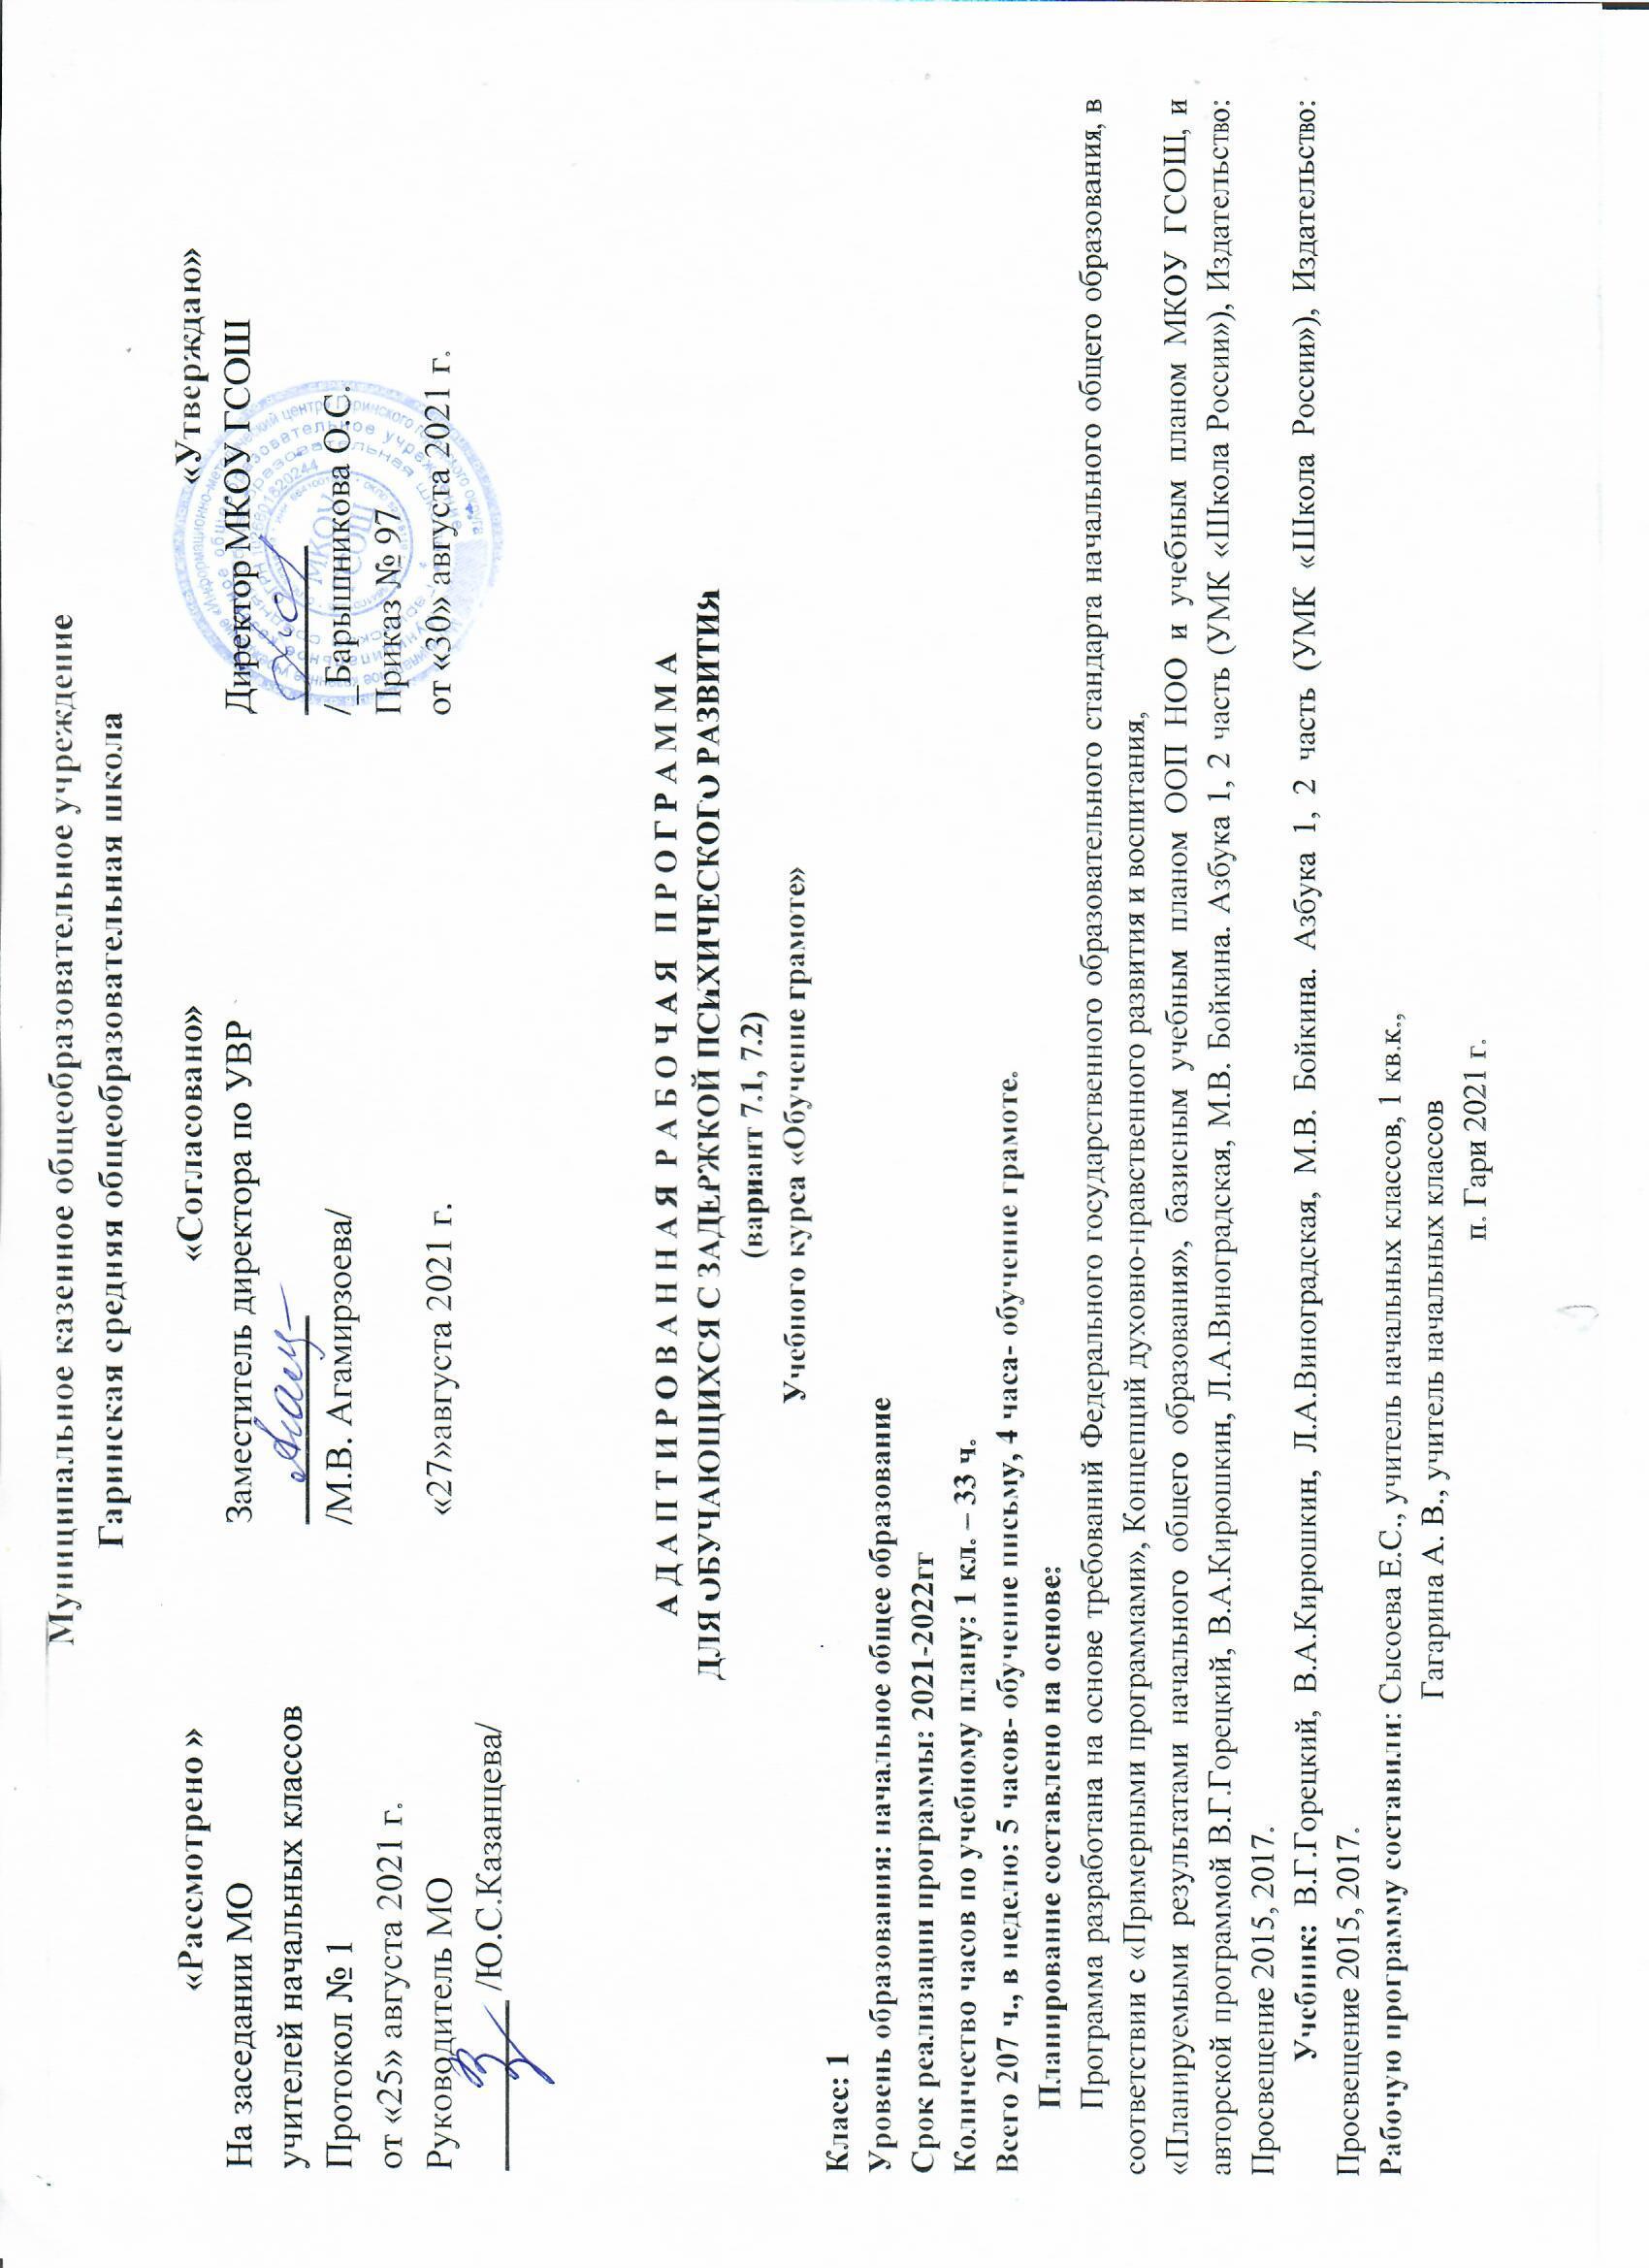 Муниципальное казенное общеобразовательное учреждение
Гаринская средняя общеобразовательная школа
«Рассмотрено »
На заседании МО
учителей начальных классов
Протокол № 1
от «25» августа 2021 г.
Руководитель МО
/Ю.С.Казанцева/
«Согласовано»
Заместитель директора по УВР
/М.В. Агамирзоева/
«27»августа 2021 г.
«Утверждаю»
Директор МКОУ ГСОШ
/_Барышникова О.С.
Приказ № 97
от «30» августа 2021 г.
МКОУ
СОШ
А Д А П Т И Р О В А Н Н А Я Р А Б О Ч А Я П Р О Г Р А М М А
ДЛЯ ОБУЧАЮЩИХСЯ С ЗАДЕРЖКОЙ ПСИХИЧЕСКОГО РАЗВИТИЯ
(вариант 7.1, 7.2)
Учебного курса «Обучение грамоте»
Класс: 1
Уровень образования: начальное общее образование
Срок реализации программы: 2021-2022гг
Количество часов по учебному плану: 1 кл. – 33 ч.
Всего 207 ч., в неделю: 5 часов- обучение письму, 4 часа- обучение грамоте.
Планирование составлено на основе:
Программа разработана на основе требований Федерального государственного образовательного стандарта начального общего образования, в
соответствии с «Примерными программами», Концепций духовно-нравственного развития и воспитания,
«Планируемыми результатами начального общего образования», базисным учебным планом ООП НОО и учебным планом МКОУ ГСОЩ, и
авторской программой В.Г.Горецкий, В.А.Кирюшкин, Л.А.Виноградская, М.В. Бойкина. Азбука 1, 2 часть (УМК «Школа России»), Издательство:
Просвещение 2015, 2017.
Учебник: В.Г.Горецкий, В.А.Кирюшкин, Л.А.Виноградская, М.В. Бойкина. Азбука 1, 2 часть (УМК «Школа России»), Издательство:
Просвещение 2015, 2017.
Рабочую программу составили: Сысоева Е.С., учитель начальных классов, 1 кв.к.,
Гагарина А. В., учитель начальных классов
п. Гари 2021 г.